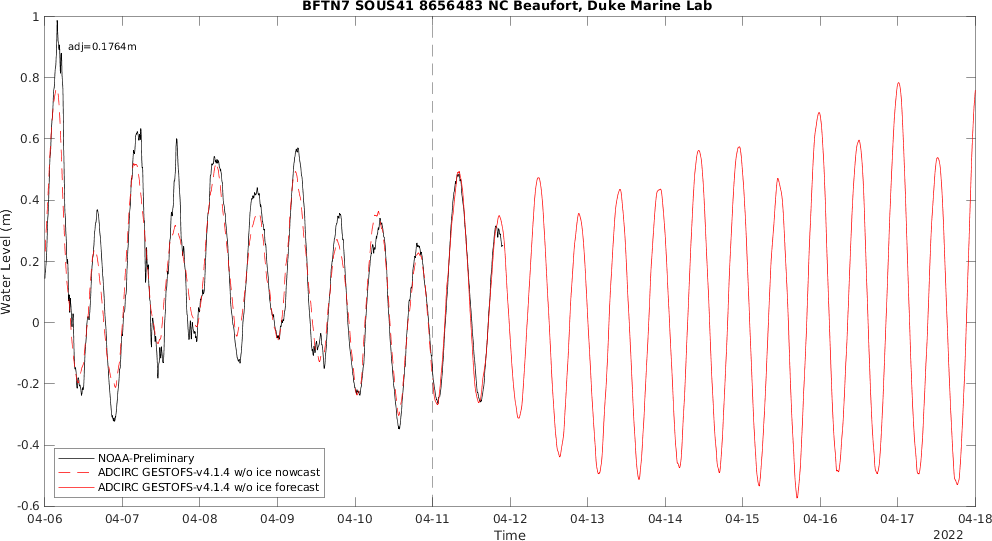 BFTN7 SOUS41 8656483 NC Beaufort, Duke Marine Lab
adj=0.1764m
1
0.8
0.6
0.4
0.2
0
-0.2
-0.4
-0.6
Water Level (m)
NOAA-Preliminary
ADCIRC GESTOFS-v4.1.4 w/o ice nowcast
ADCIRC GESTOFS-v4.1.4 w/o ice forecast
04-06 04-07 04-08 04-09 04-10 04-11 04-12 04-13 04-14 04-15 04-16 04-17 04-18
Time
2022